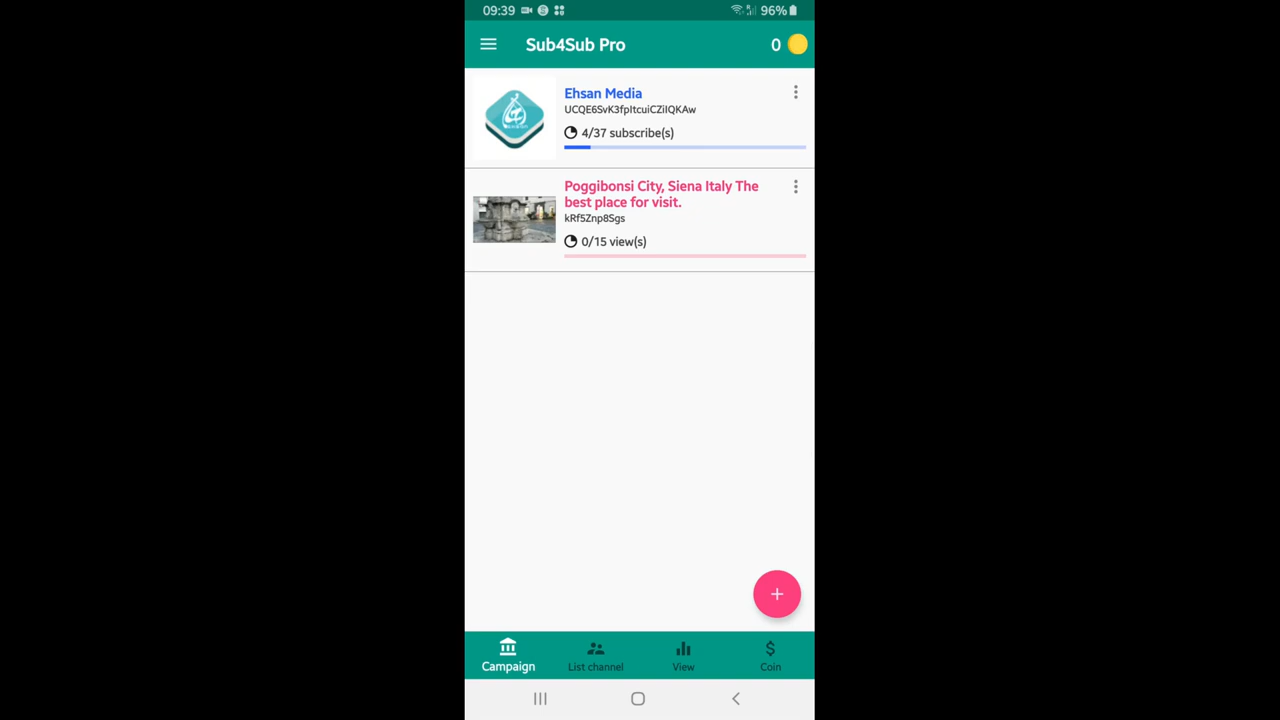 09:39
96%
Sub4Sub Pro
0
Ehsan Media
UCQE6SvK3fpItcuiCZiIQKAw
4/37 subscribe(s)
Poggibonsi City, Siena Italy The
best place for visit.
kRf5Znp8Sgs
0/15 view(s)
+
Campaign
List channel
View
$
Coin